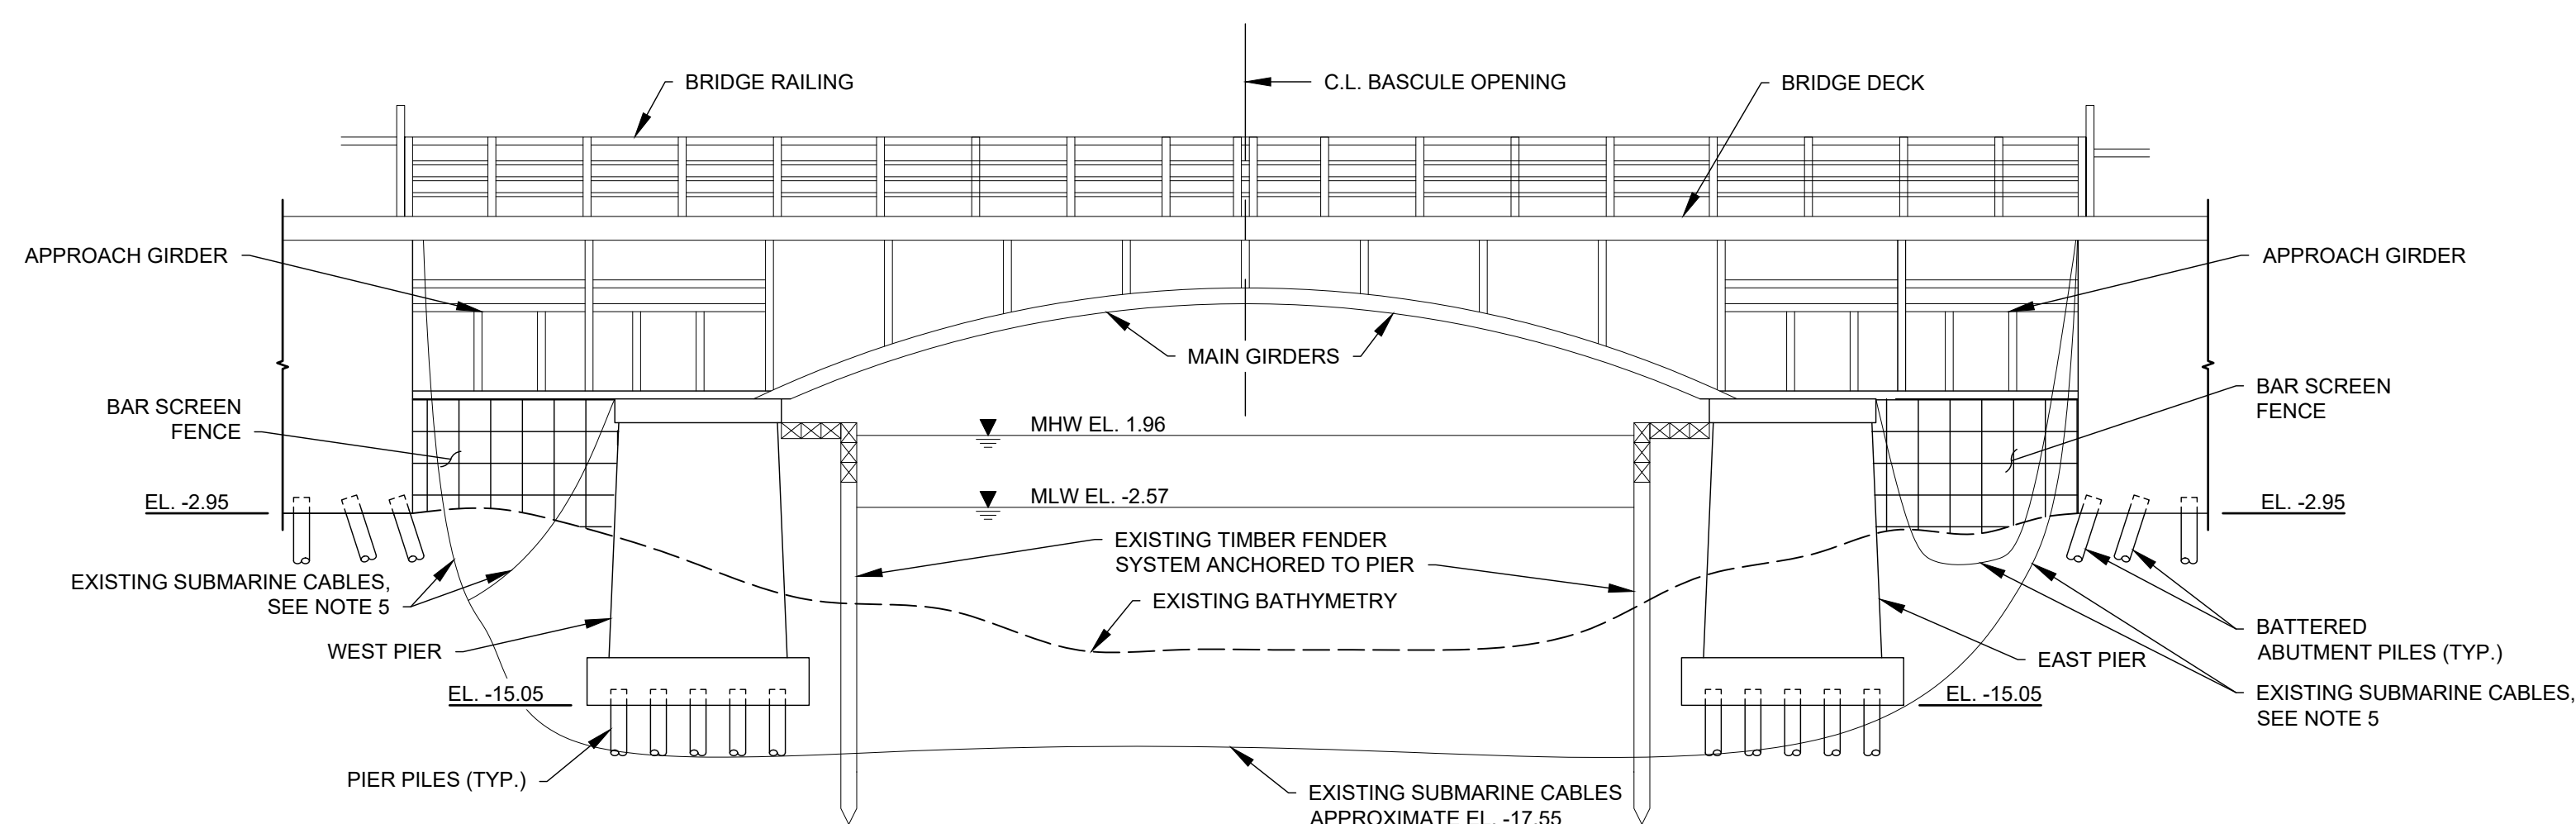 BRIDGE RAILING
C.L. BASCULE OPENING
BRIDGE DECK
APPROACH GIRDER
APPROACH GIRDER
MAIN GIRDERS
BAR SCREEN
FENCE
BAR SCREEN
FENCE
MHW EL. 1.96
MLW EL. -2.57
EL. -2.95
EL. -2.95
EXISTING TIMBER FENDER
SYSTEM ANCHORED TO PIER
EXISTING SUBMARINE CABLES,
SEE NOTE 5
EXISTING BATHYMETRY
WEST PIER
EAST PIER
BATTERED
ABUTMENT PILES (TYP.)
EL. -15.05
EL. -15.05
EXISTING SUBMARINE CABLES,
SEE NOTE 5
PIER PILES (TYP.)
EXISTING SUBMARINE CABLES
APPROXIMATE EL. -17.55